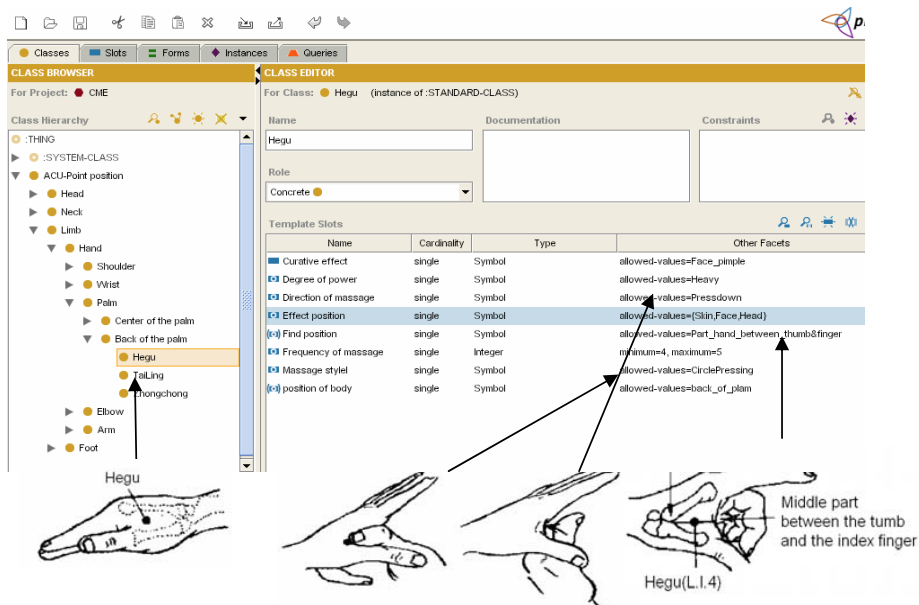 Classes Slots Forms Instances Queries
CLASS BROWSER
For Project: CME
Class Hierarchy
:THING
:SYSTEM-CLASS
ACU-Point position
Head
Neck
Limb
Hand
Shoulder
Wrist
Palm
Center of the palm
Back of the palm
Hegu
TaiLing
Zhongchong
Elbow
Arm
Foot
CLASS EDITOR
For Class: Hegu (instance of :STANDARD-CLASS)
Name Documentation Constraints
Hegu
Role
Concrete
Template Slots
Name Cardinality Type Other Facets
Curative effect single Symbol allowed-values=Face_pimple
Degree of power single Symbol allowed-values=Heavy
Direction of massage single Symbol allowed-values=Pressdown
Effect position single Symbol allowed-values={Skin,Face,Head}
Find position single Symbol allowed-values=Part_hand_between_thumb&finger
Frequency of massage single Integer minimum=4, maximum=5
Massage stylel single Symbol allowed-values=CirclePressing
position of body single Symbol allowed-values=back_of_plam
Hegu
Middle part
between the tumb
and the index finger
Hegu(L.I.4)